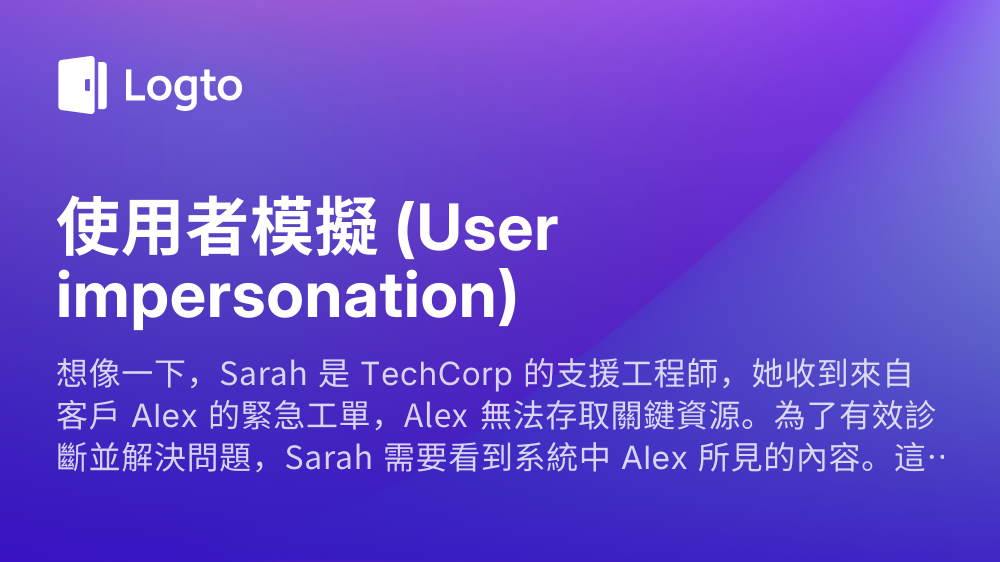 Logto
使用者模擬 (User
impersonation)
想像一下，Sarah 是 TechCorp 的支援工程師，她收到來自
客戶 Alex 的緊急工單，Alex 無法存取關鍵資源。為了有效診
斷並解決問題，Sarah 需要看到系統中 Alex 所見的內容。這··